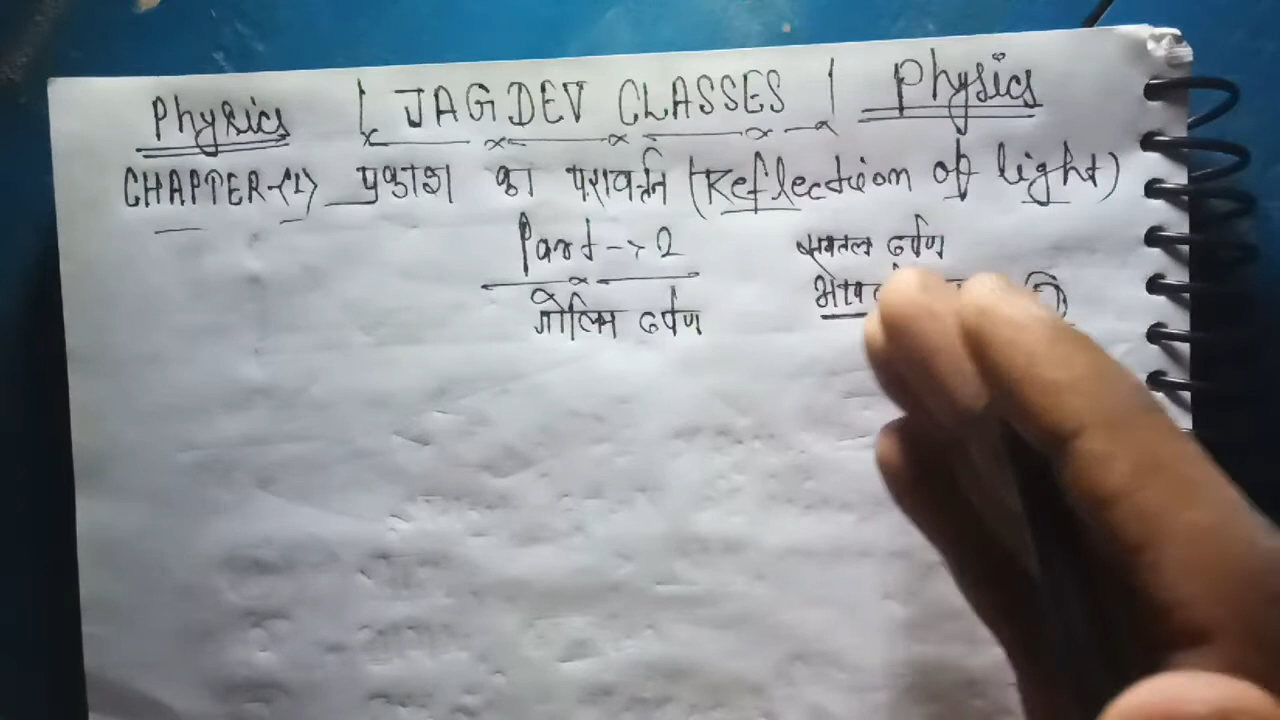 Physics | JAGDEV CLASSES | Physics
CHAPTER-(1) प्रकाश का परावर्तन (Reflection of light)
Part → 2
समतल दर्पण
गोलिय दर्पण